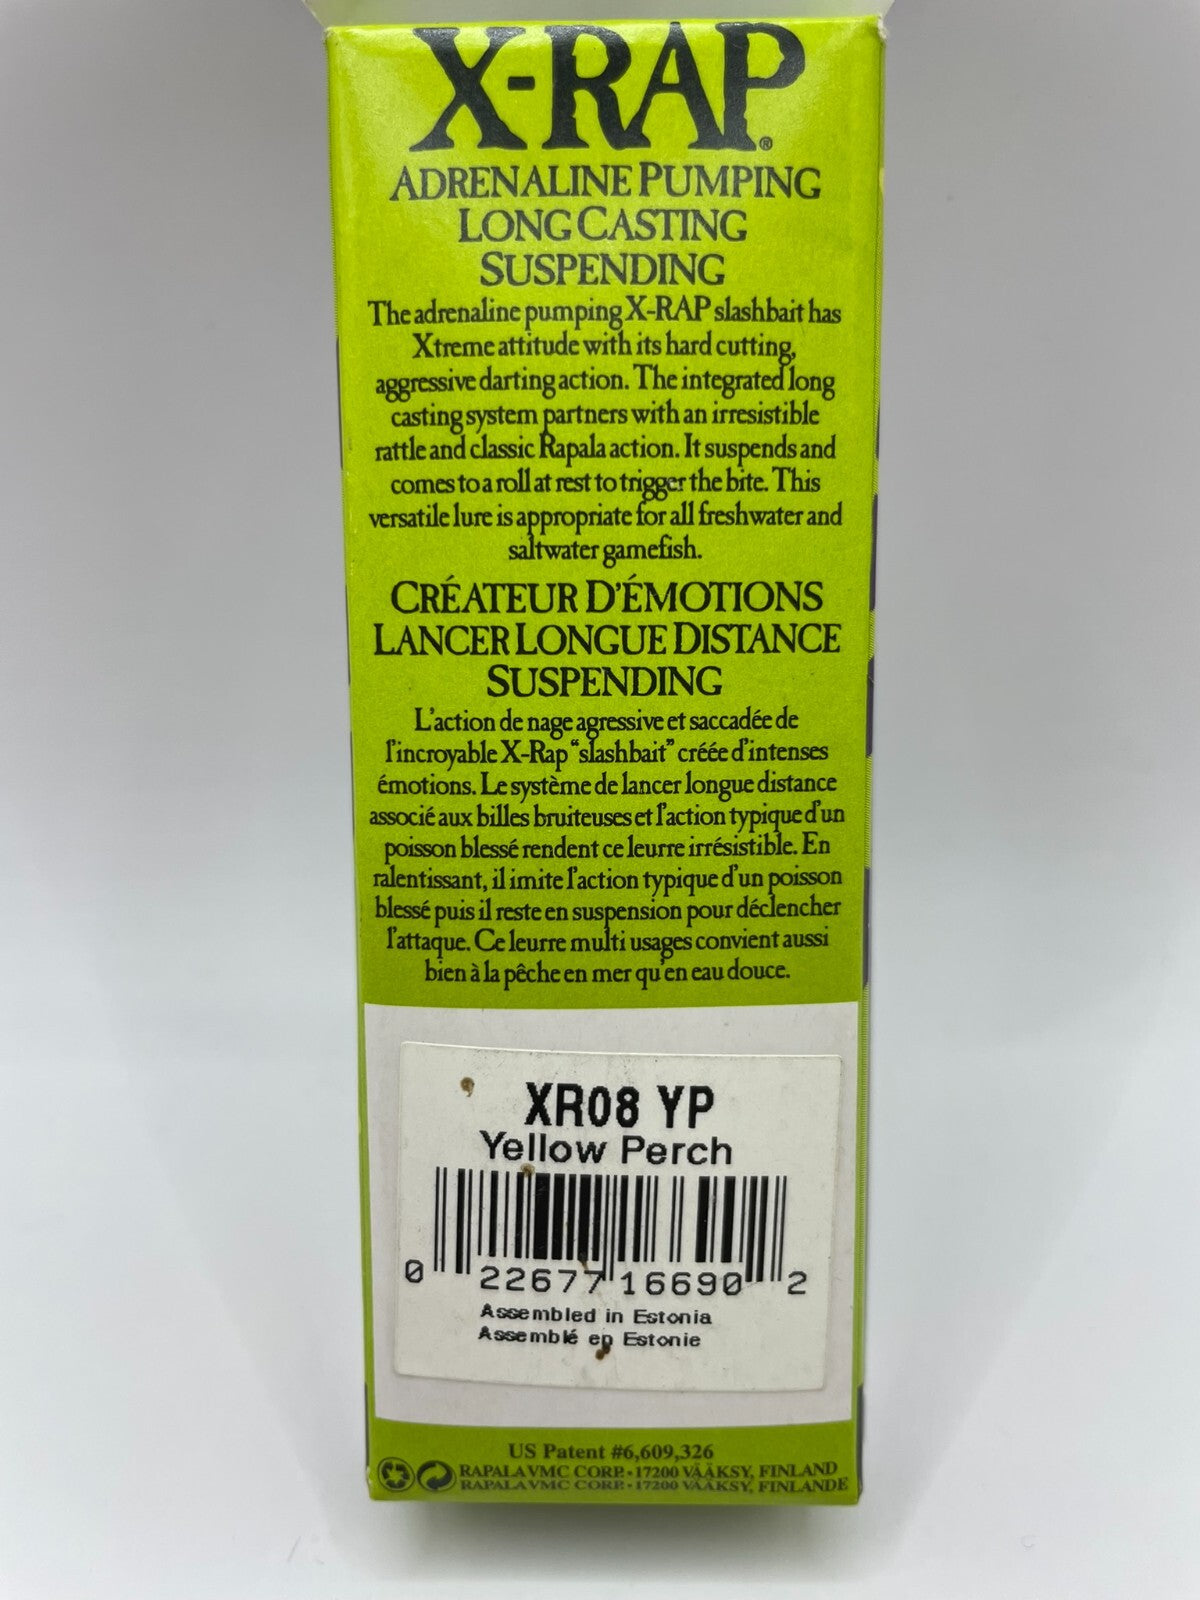 X-RAP®
ADRENALINE PUMPING
LONG CASTING
SUSPENDING
The adrenaline pumping X-RAP slashbait has
Xtreme attitude with its hard cutting,
aggressive darting action. The integrated long
casting system partners with an irresistible
rattle and classic Rapala action. It suspends and
comes to a roll at rest to trigger the bite. This
versatile lure is appropriate for all freshwater and
saltwater gamefish.
CRÉATEUR D'ÉMOTIONS
LANCER LONGUE DISTANCE
SUSPENDING
L'action de nage agressive et saccadée de
l'incroyable X-Rap "slashbait" créée d'intenses
émotions. Le système de lancer longue distance
associé aux billes bruiteuses et l'action typique d'un
poisson blessé rendent ce leurre irrésistible. En
ralentissant, il imite l'action typique d'un poisson
blessé puis il reste en suspension pour déclencher
l'attaque. Ce leurre multi usages convient aussi
bien à la pêche en mer qu'en eau douce.
XR08 YP
Yellow Perch
0 22677 16690 2
Assembled in Estonia
Assemblé en Estonie
US Patent #6,609,326
RAPALA VMC CORP. • 17200 VÄÄKSY, FINLAND
RAPALA VMC CORP. • 17200 VÄÄKSY, FINLANDE